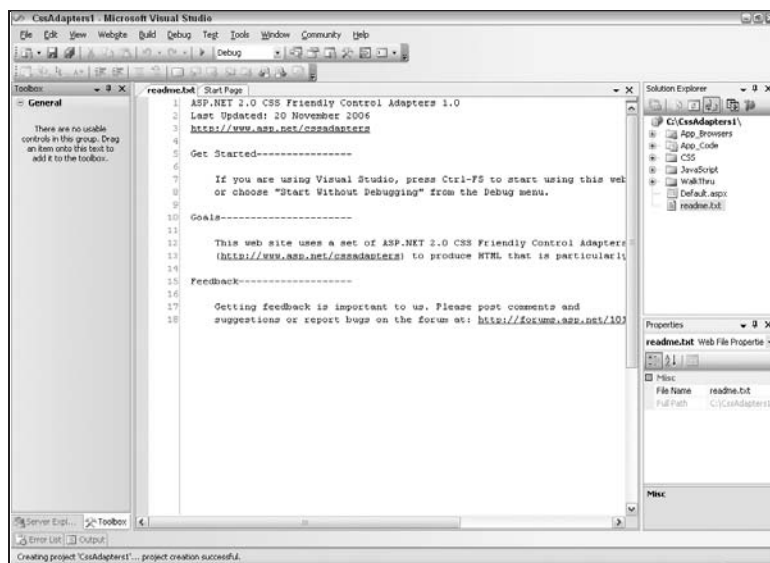 CssAdapters1 - Microsoft Visual Studio
File Edit View Website Build Debug Test Tools Window Community Help
Debug
Toolbox
General
There are no usable
controls in this group. Drag
an item onto this text to
add it to the toolbox.
Server Expl... Toolbox
readme.txt Start Page
1 ASP.NET 2.0 CSS Friendly Control Adapters 1.0
2 Last Updated: 20 November 2006
3 http://www.asp.net/cssadapters
4
5 Get Started----------------
6
7 If you are using Visual Studio, press Ctrl-F5 to start using this web
8 or choose "Start Without Debugging" from the Debug menu.
9
10 Goals----------------------
11
12 This web site uses a set of ASP.NET 2.0 CSS Friendly Control Adapters
13 (http://www.asp.net/cssadapters) to produce HTML that is particularly
14
15 Feedback-------------------
16
17 Getting feedback is important to us. Please post comments and
18 suggestions or report bugs on the forum at: http://forums.asp.net/101
Solution Explorer
C:\CssAdapters1\
App_Browsers
App_Code
CSS
JavaScript
WalkThru
Default.aspx
readme.txt
Properties
readme.txt Web File Propertie
Misc
File Name readme.txt
Full Path C:\CssAdapters1
Misc
Error List Output
Creating project 'CssAdapters1'... project creation successful.